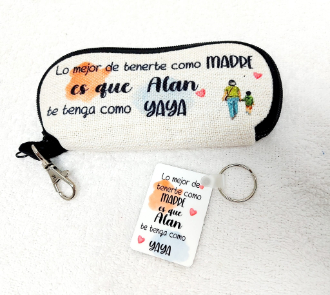 Lo mejor de tenerte como MADRE
es que Alan
te tenga como YAYA
Lo mejor de
tenerte como
MADRE
es que
Alan
te tenga como
YAYA